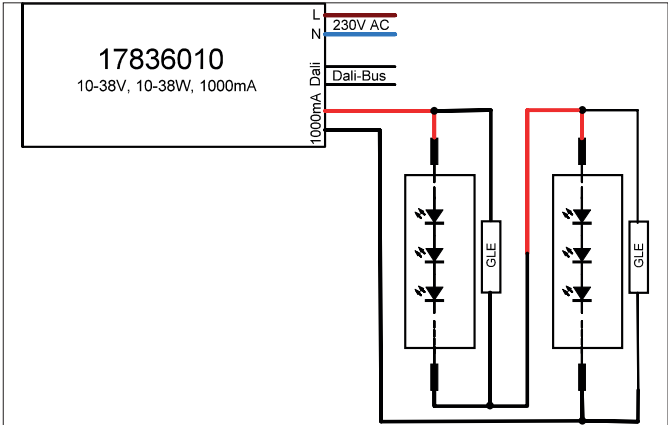 L
230V AC
N
17836010
10-38V, 10-38W, 1000mA
Dali
Dali-Bus
1000mA
GLE
GLE